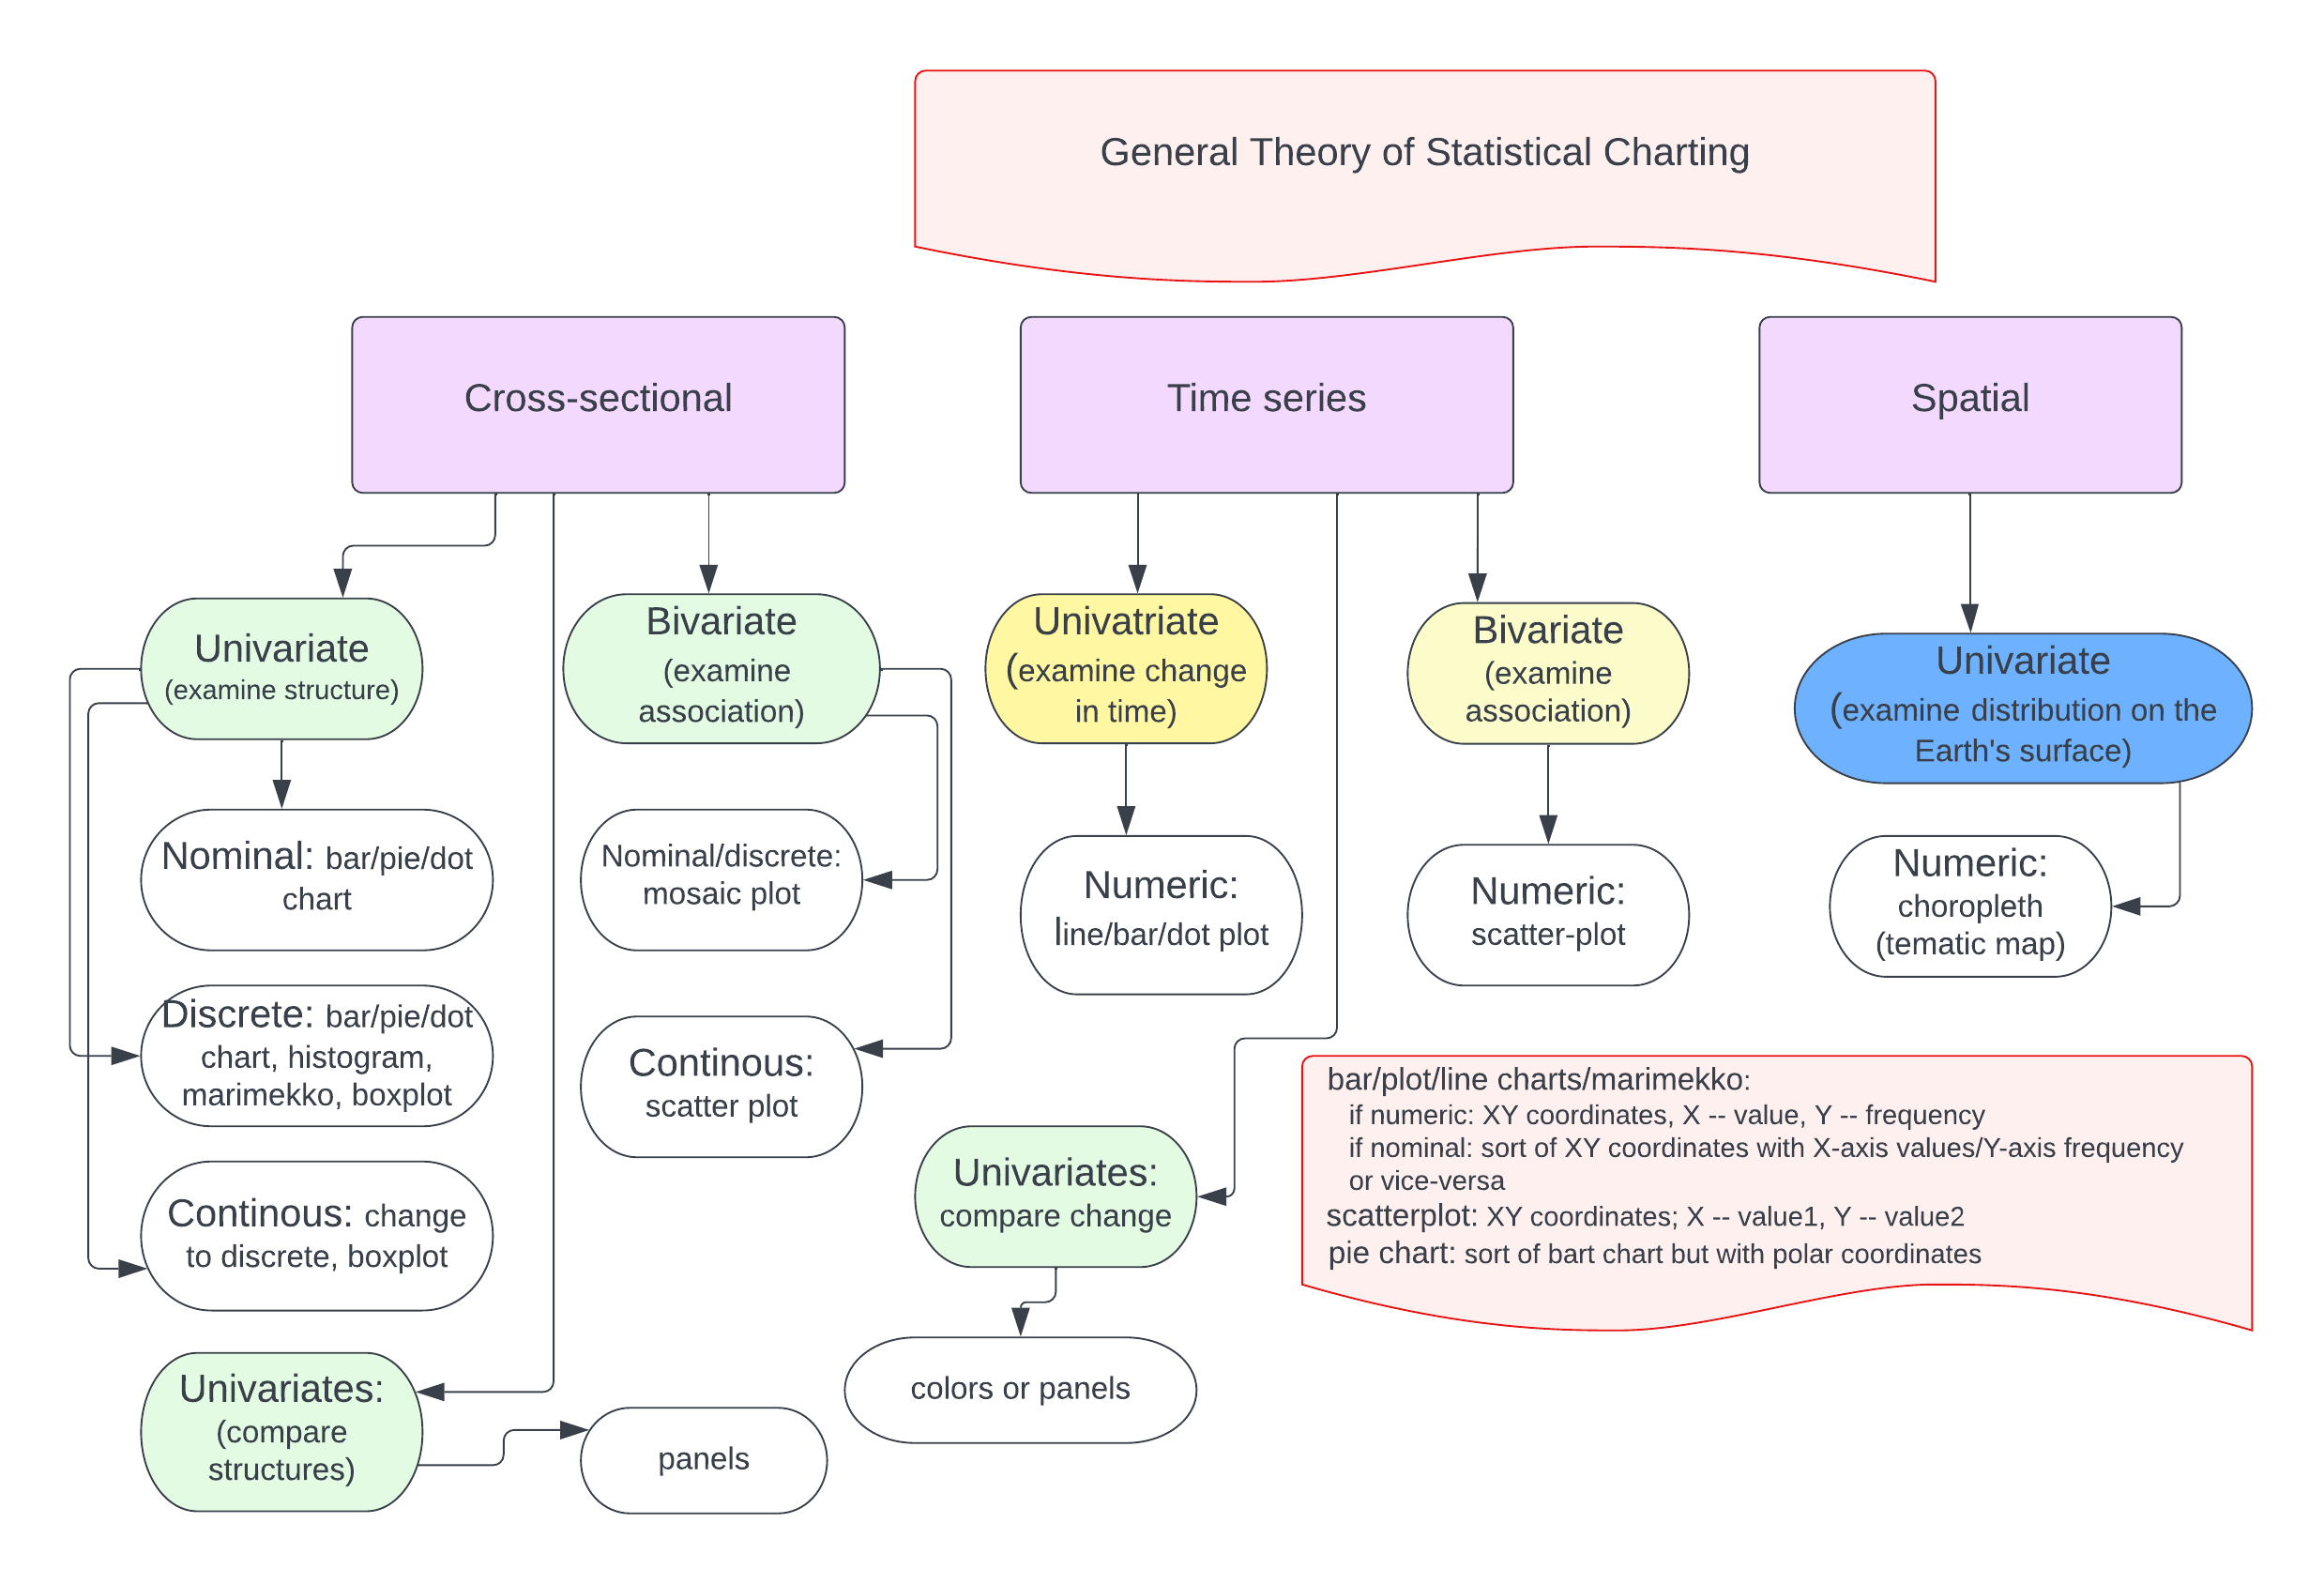 General Theory of Statistical Charting
Cross-sectional
Time series
Spatial
Univariate
(examine structure)
Bivariate
(examine
association)
Univatriate
(examine change
in time)
Bivariate
(examine
association)
Univariate
(examine distribution on the
Earth's surface)
Nominal: bar/pie/dot
chart
Nominal/discrete:
mosaic plot
Numeric:
line/bar/dot plot
Numeric:
scatter-plot
Numeric:
choropleth
(tematic map)
Discrete: bar/pie/dot
chart, histogram,
marimekko, boxplot
Continous:
scatter plot
Continous: change
to discrete, boxplot
Univariates:
compare change
bar/plot/line charts/marimekko:
if numeric: XY coordinates, X -- value, Y -- frequency
if nominal: sort of XY coordinates with X-axis values/Y-axis frequency
or vice-versa
scatterplot: XY coordinates; X -- value1, Y -- value2
pie chart: sort of bart chart but with polar coordinates
Univariates:
(compare
structures)
panels
colors or panels